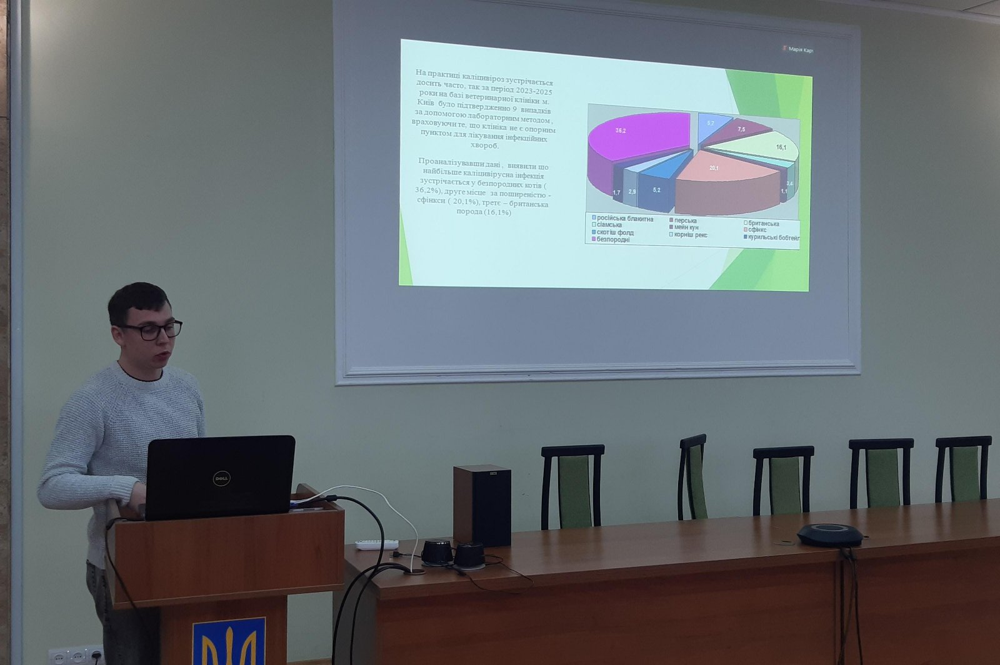 Марія Карт
На практиці каліцивіроз зустрічається
досить часто, так за період 2023-2025
роки на базі ветеринарної клініки м.
Київ було підтвердженно 9 випадків
за допомогою лабораторним методом ,
враховуючи те, що клініка не є опорним
пунктом для лікування інфекційних
хвороб.
Проаналізувавши дані , виявили що
найбільше каліцивірусна інфекція
зустрічається у безпородних котів (
36.2%), друге місце за поширеністю -
сфінкси ( 20,1%), третє – британська
порода (16,1%)
36,2
5,7
7,5
16,1
3,4
1,1
20,1
5,2
2,9
1,7
російська блакитна
перська
британська
сіамська
мейн кун
сфінкс
скотіш фолд
корніш рекс
курильські бобтейл
безпородні
DELL